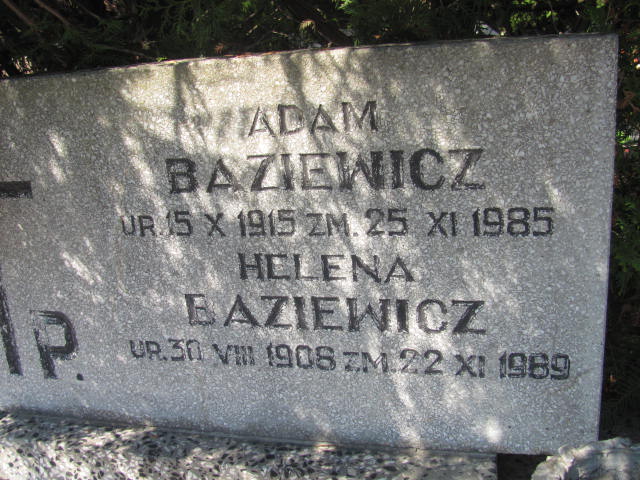 ADAM
BAZIEWICZ
UR. 15 X 1915 ZM. 25 XI 1985
HELENA
BAZIEWICZ
UR. 30 VIII 1908 ZM. 22 XI 1989
P.